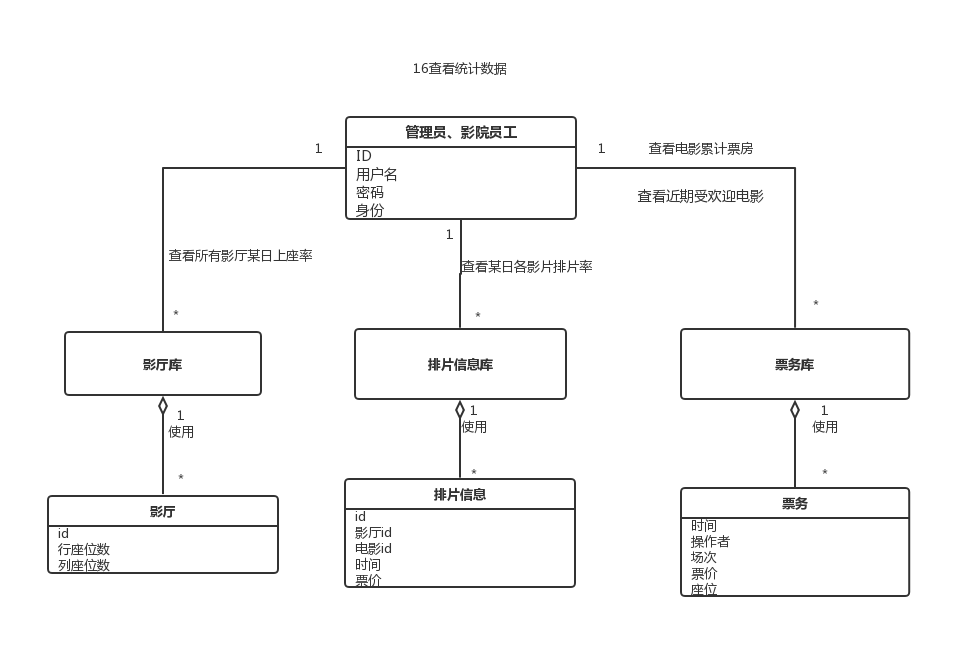 16查看统计数据
管理员、影院员工
1
1
查看电影累计票房
ID
用户名
密码
身份
查看近期受欢迎电影
1
查看所有影厅某日上座率
查看某日各影片排片率
*
*
*
影厅库
排片信息库
票务库
1
使用
1
使用
1
使用
*
*
*
影厅
id
行座位数
列座位数
排片信息
id
影厅id
电影id
时间
票价
票务
时间
操作者
场次
票价
座位